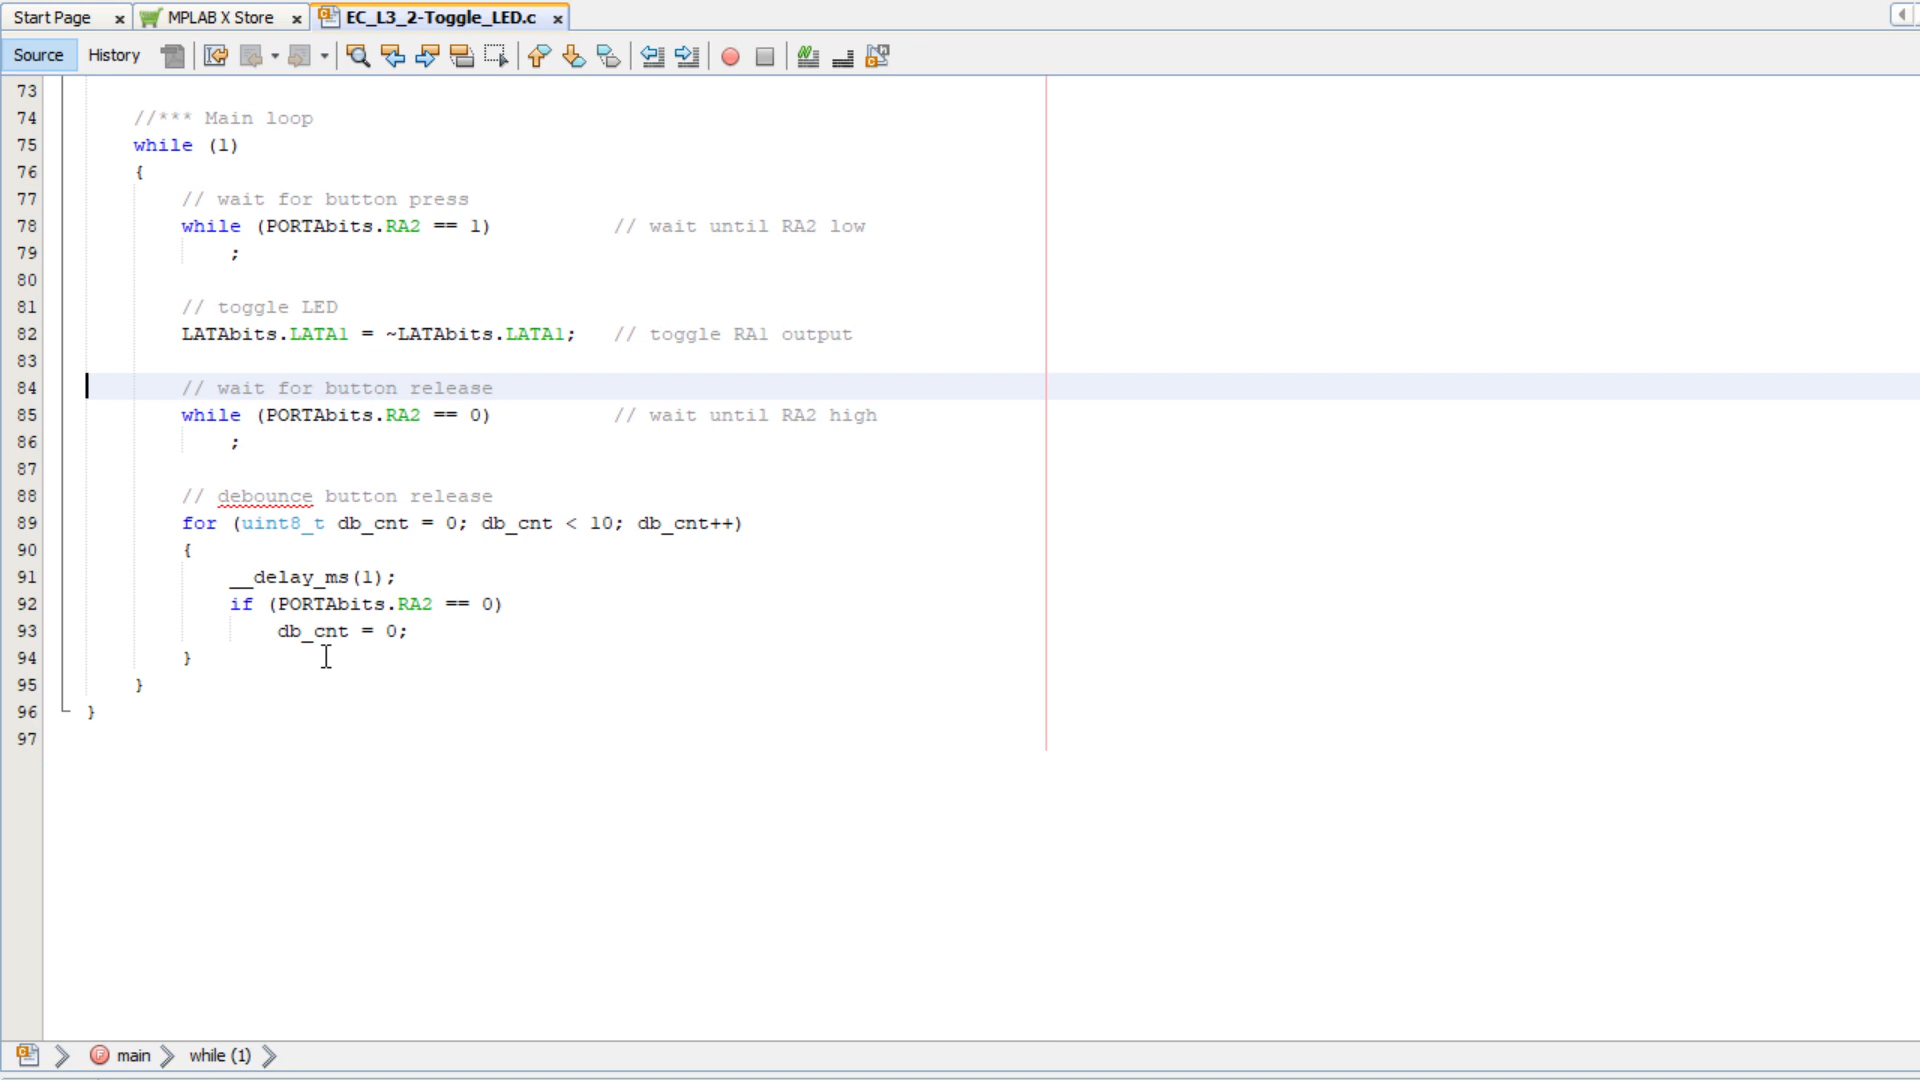 Start Page × MPLAB X Store × EC_L3_2-Toggle_LED.c ×
Source History
73
74 //*** Main loop
75 while (1)
76 {
77 // wait for button press
78 while (PORTAbits.RA2 == 1) // wait until RA2 low
79 ;
80
81 // toggle LED
82 LATAbits.LATA1 = ~LATAbits.LATA1; // toggle RA1 output
83
84 // wait for button release
85 while (PORTAbits.RA2 == 0) // wait until RA2 high
86 ;
87
88 // debounce button release
89 for (uint8_t db_cnt = 0; db_cnt < 10; db_cnt++)
90 {
91 __delay_ms(1);
92 if (PORTAbits.RA2 == 0)
93 db_cnt = 0;
94 }
95 }
96 }
97
main while (1)